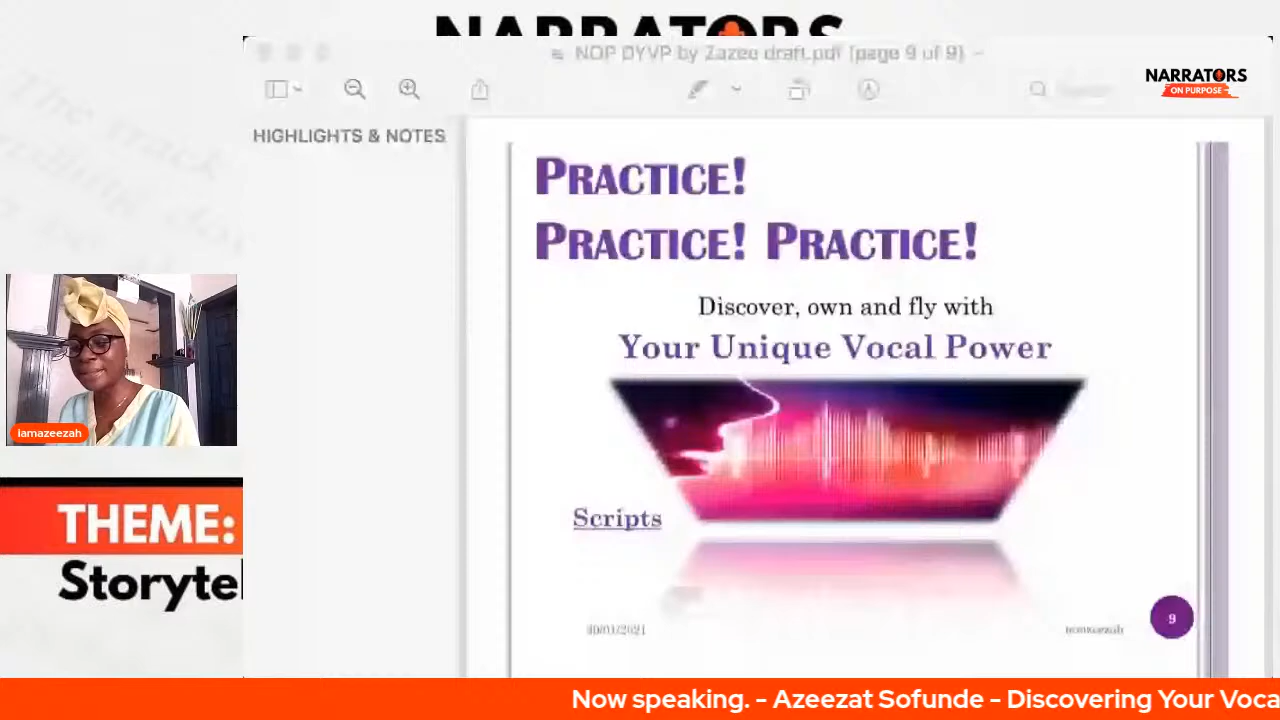 NARRATORS
NOP DYVP by Zazee draft.pdf (page 9 of 9)
NARRATORS
ON PURPOSE
HIGHLIGHTS & NOTES
PRACTICE!
PRACTICE! PRACTICE!
Discover, own and fly with
Your Unique Vocal Power
iamazeezah
THEME:
Scripts
Storytel
9
Now speaking. - Azeezat Sofunde - Discovering Your Voca